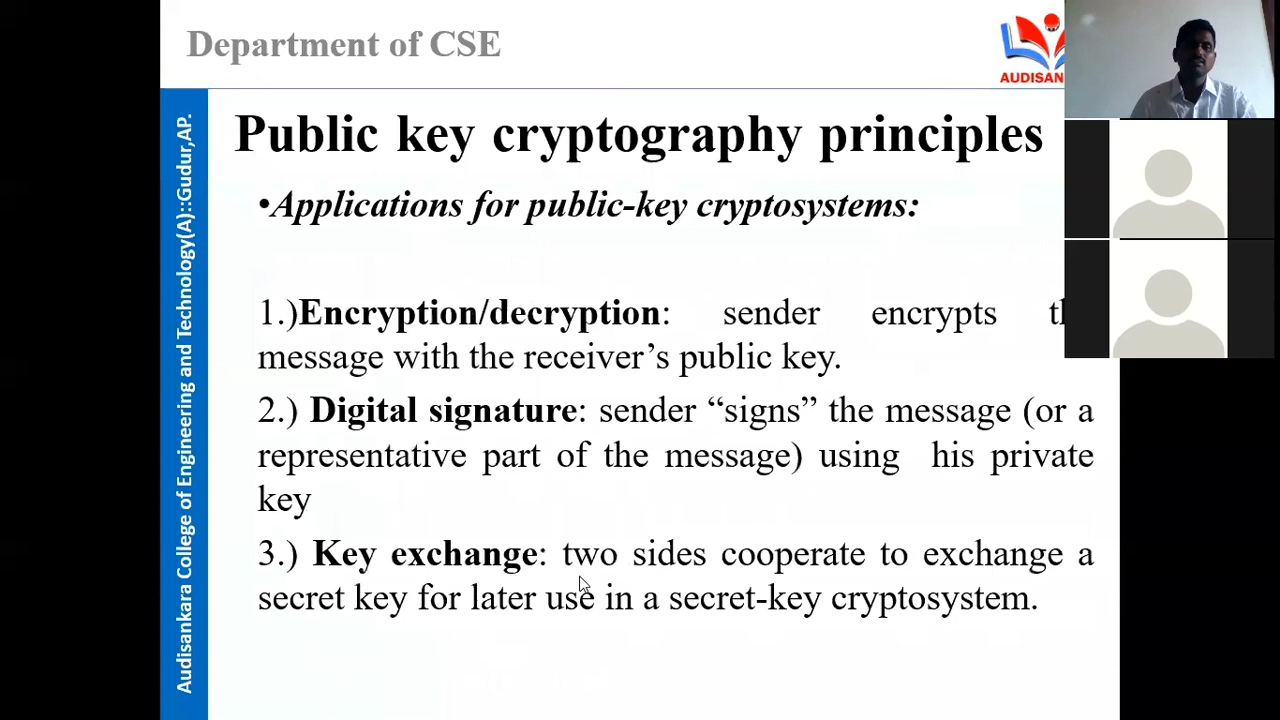 Department of CSE
AUDISAN
Public key cryptography principles
•Applications for public-key cryptosystems:
1.)Encryption/decryption: sender encrypts
message with the receiver’s public key.
2.) Digital signature: sender “signs” the message (or a
representative part of the message) using his private
key
3.) Key exchange: two sides cooperate to exchange a
secret key for later use in a secret-key cryptosystem.
Audisankara College of Engineering and Technology(A)::Gudur,AP.